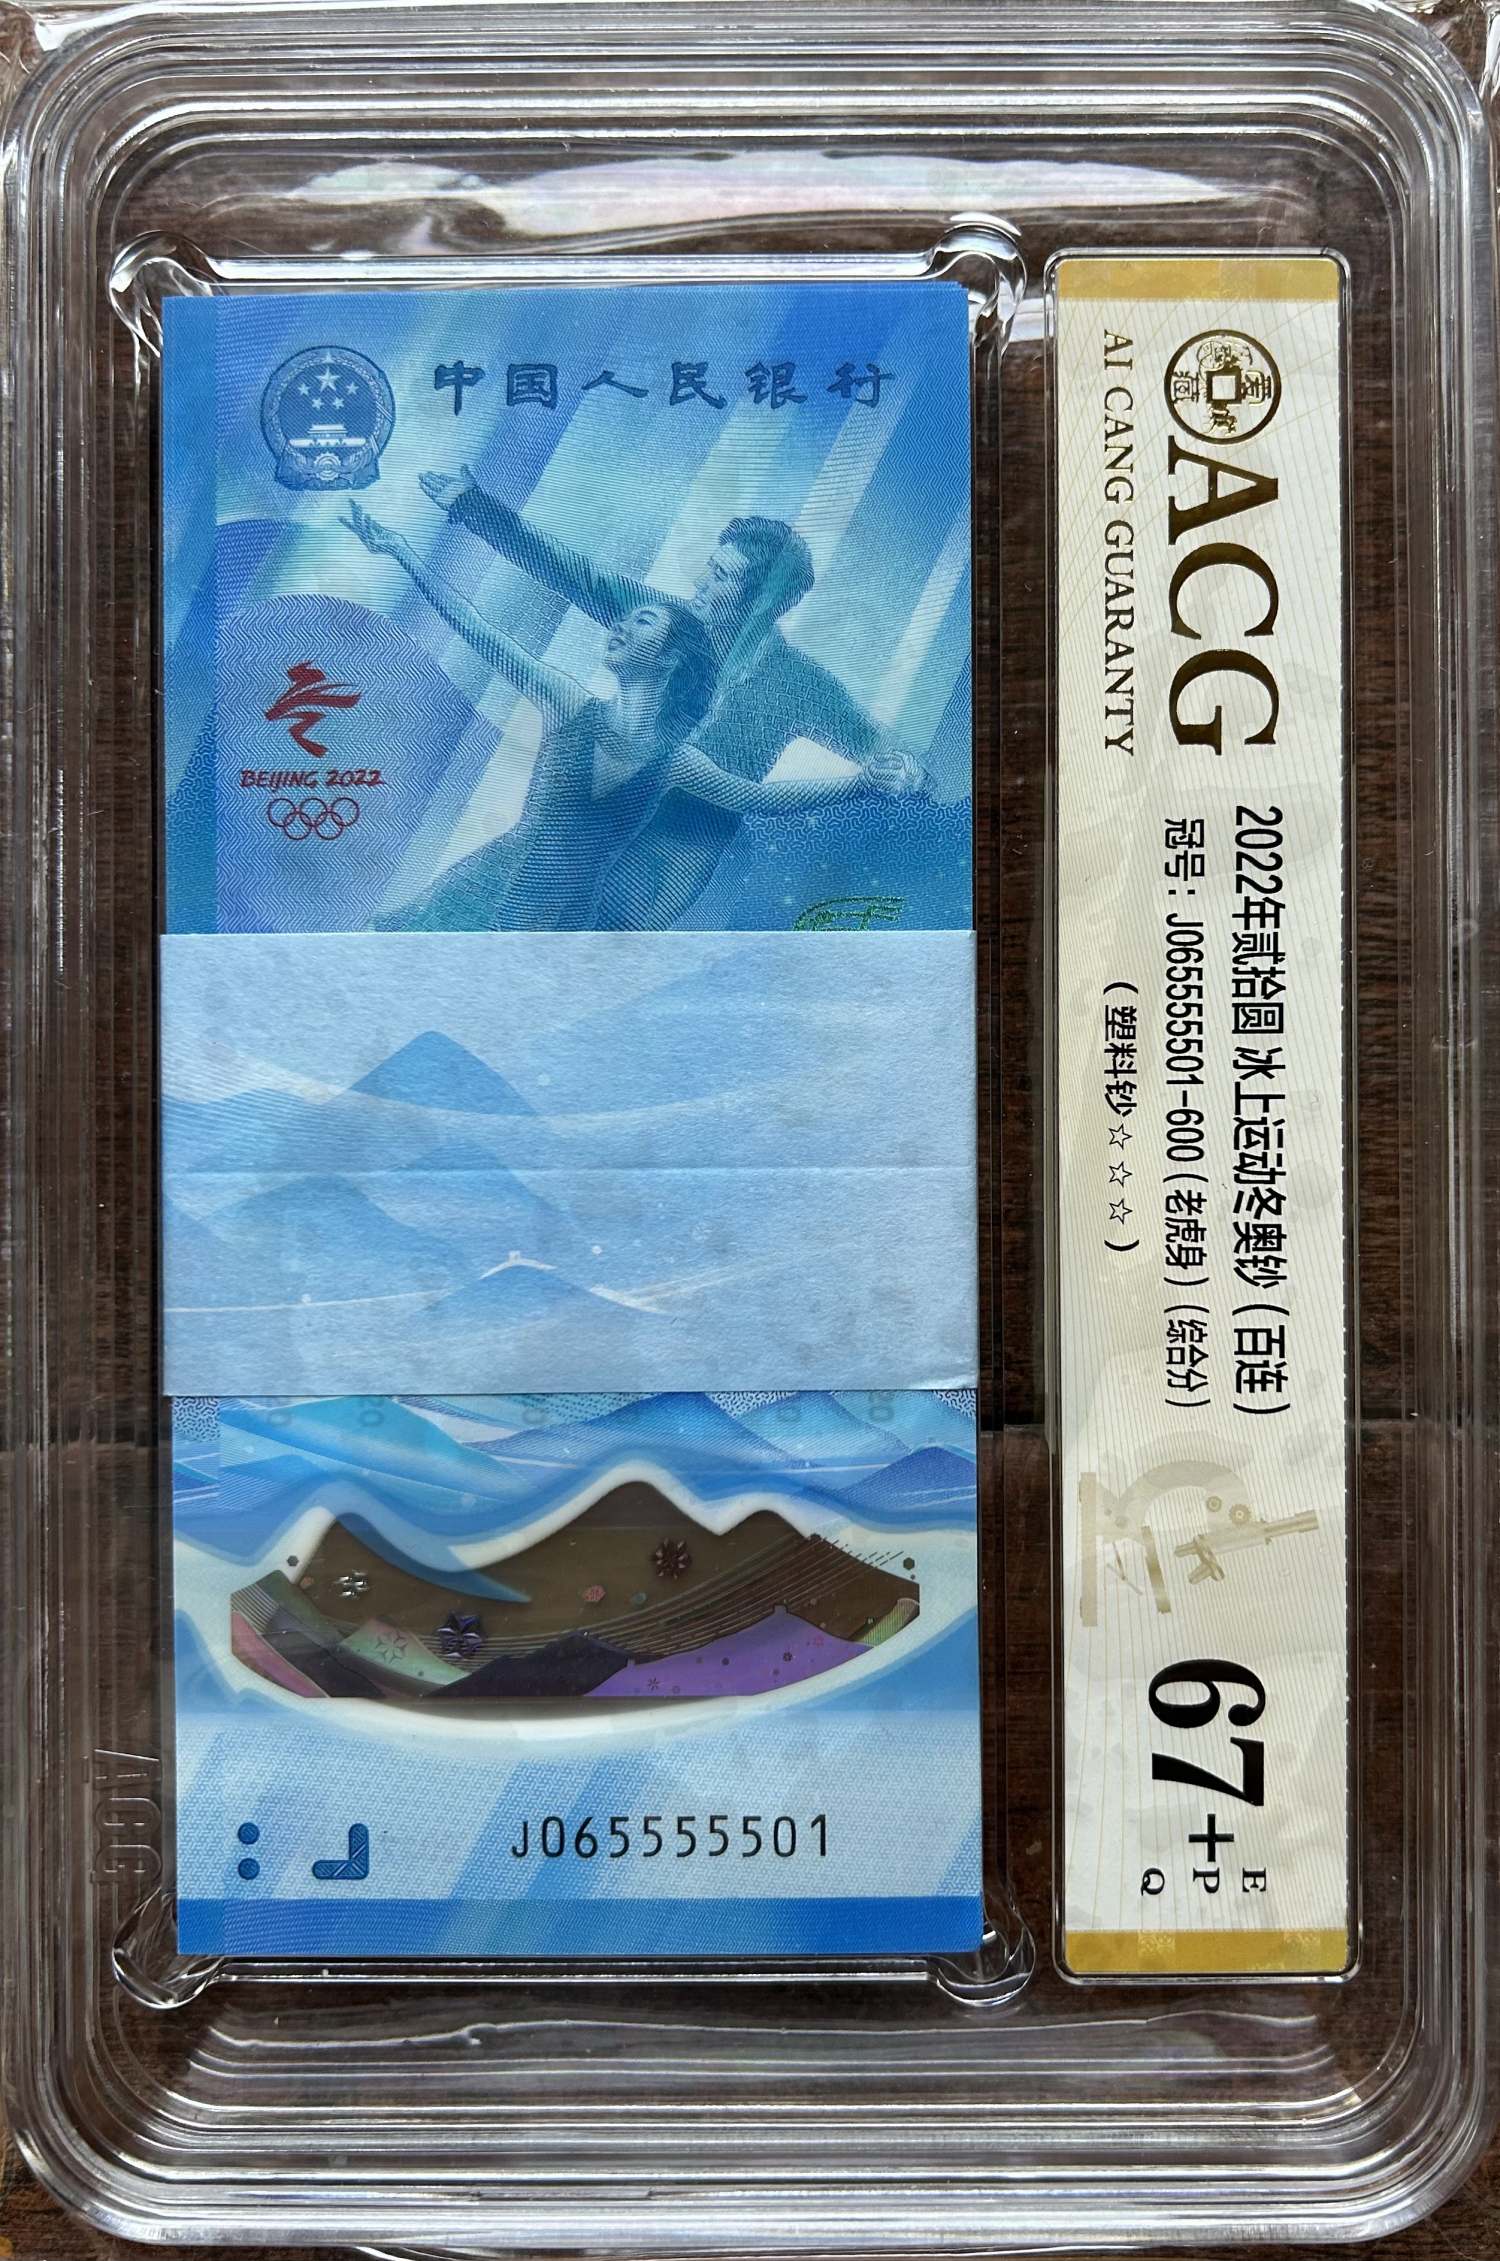 中国人民银行
BEIJING 2022
J065555501
ACG
AI CANG GUARANTY
2022年贰拾圆 冰上运动冬奥钞（百连）
冠号：J065555501-600（老虎身）（综合分）
（塑料钞☆☆☆）
67+
E
P
Q
ACG